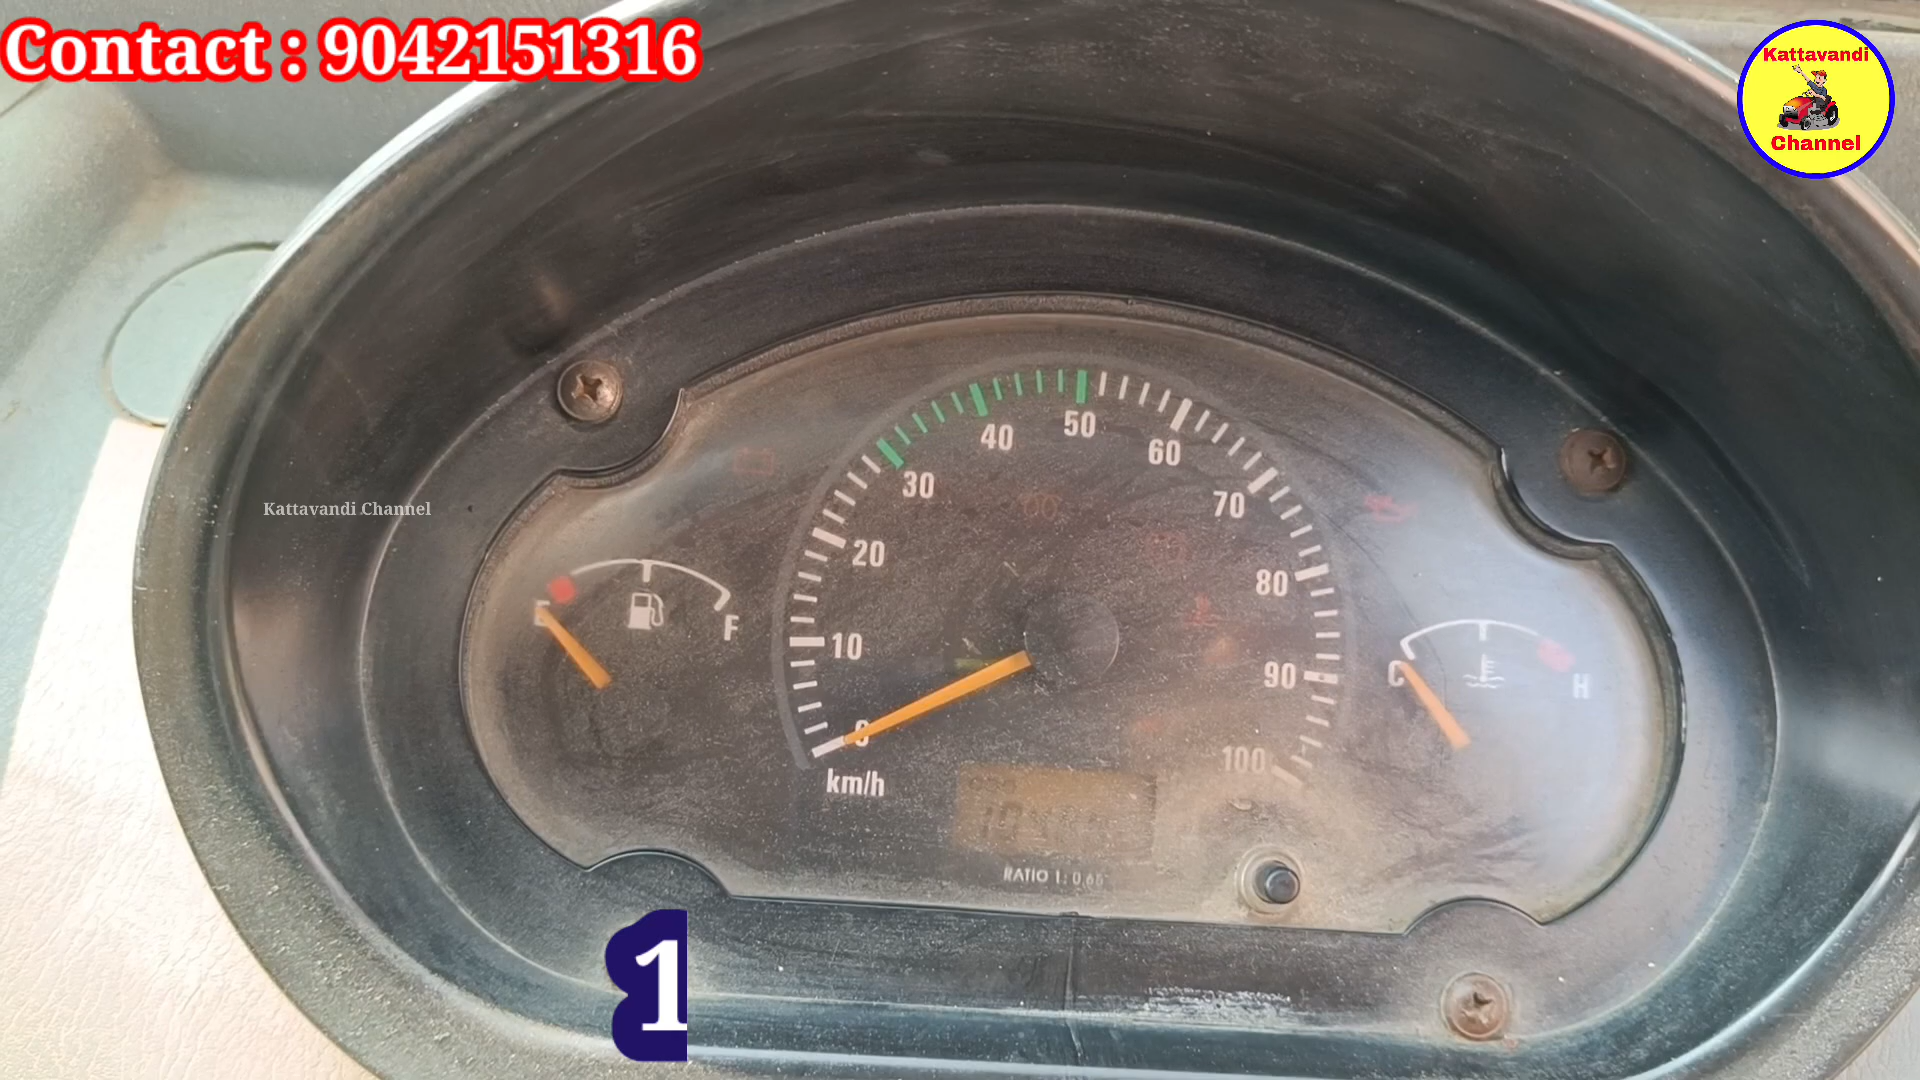 Contact : 9042151316
Kattavandi
Channel
Kattavandi Channel
0
10
20
30
40
50
60
70
80
90
100
km/h
E
F
C
H
RATIO 1: 0.65
1